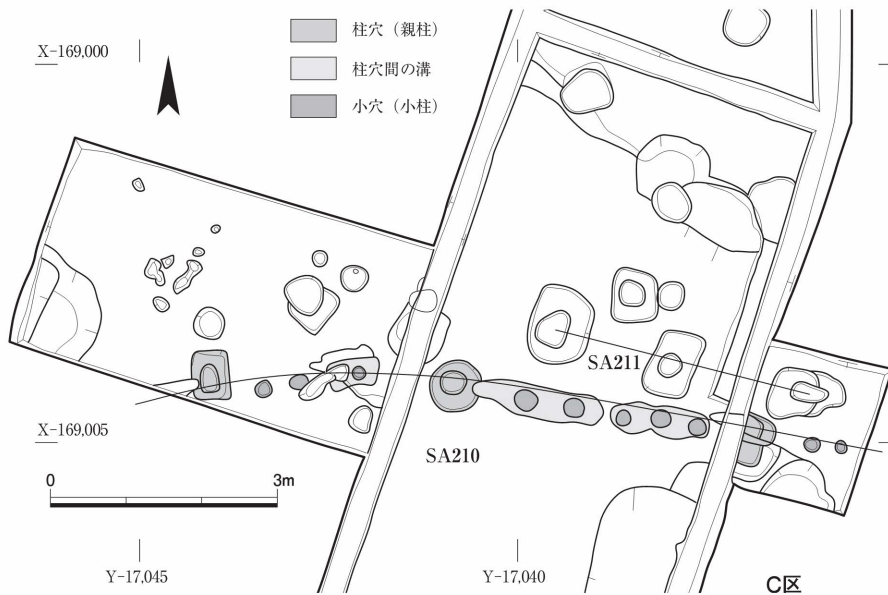 X-169,000
柱穴（親柱）
柱穴間の溝
小穴（小柱）
SA211
X-169,005
SA210
0
3m
Y-17,045
Y-17,040
C区